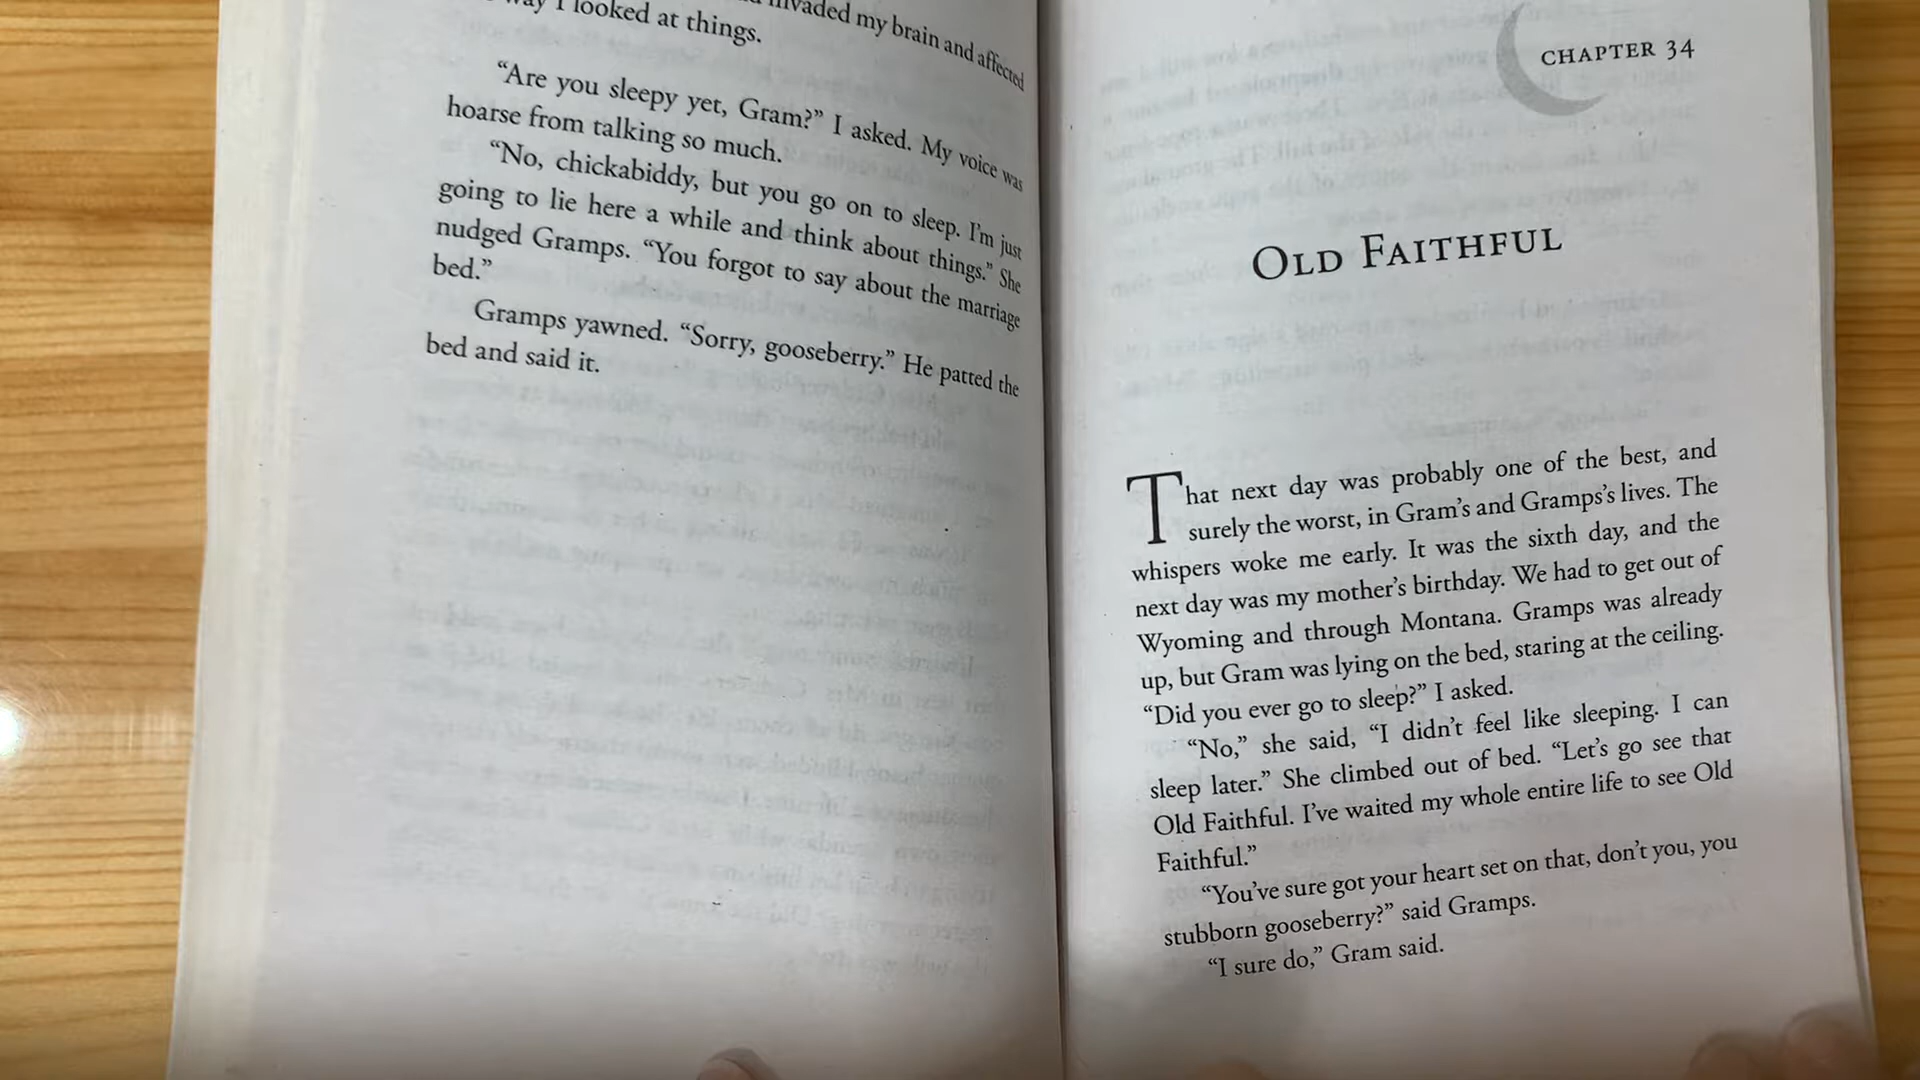 invaded my brain and affected
way I looked at things.
“Are you sleepy yet, Gram?” I asked. My voice was
hoarse from talking so much.
“No, chickabiddy, but you go on to sleep. I’m just
going to lie here a while and think about things.” She
nudged Gramps. “You forgot to say about the marriage
bed.”
Gramps yawned. “Sorry, gooseberry.” He patted the
bed and said it.
CHAPTER 34
OLD FAITHFUL
That next day was probably one of the best, and
surely the worst, in Gram’s and Gramps’s lives. The
whispers woke me early. It was the sixth day, and the
next day was my mother’s birthday. We had to get out of
Wyoming and through Montana. Gramps was already
up, but Gram was lying on the bed, staring at the ceiling.
“Did you ever go to sleep?” I asked.
“No,” she said, “I didn’t feel like sleeping. I can
sleep later.” She climbed out of bed. “Let’s go see that
Old Faithful. I’ve waited my whole entire life to see Old
Faithful.”
“You’ve sure got your heart set on that, don’t you, you
stubborn gooseberry?” said Gramps.
“I sure do,” Gram said.